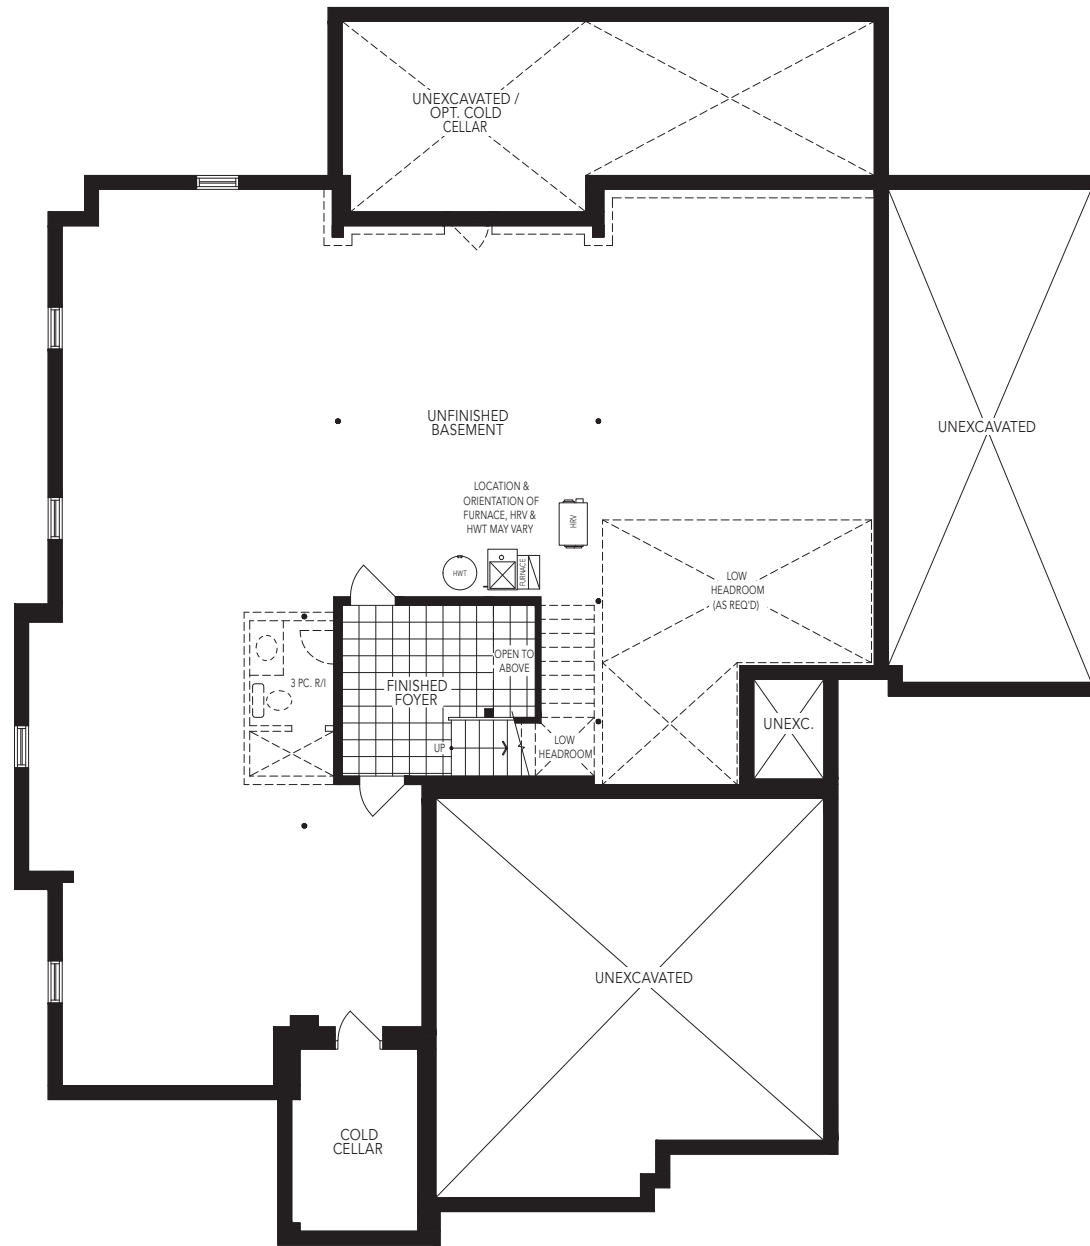 UNEXCAVATED /
OPT. COLD
CELLAR
UNFINISHED
BASEMENT
UNEXCAVATED
LOCATION &
ORIENTATION OF
FURNACE, HRV &
HWT MAY VARY
HRV
HWT
FURNACE
LOW
HEADROOM
(AS REQ'D)
OPEN TO
ABOVE
3 PC. R/I
FINISHED
FOYER
UP
LOW
HEADROOM
UNEXC.
UNEXCAVATED
COLD
CELLAR